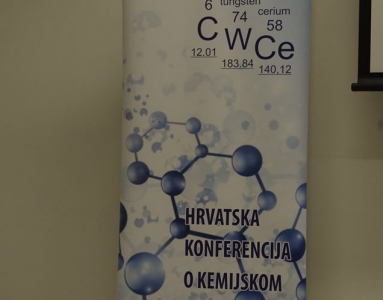 tungsten
6 74 cerium
C W 58
12.01 183.84 Ce
140.12
HRVATSKA
KONFERENCIJA
O KEMIJSKOM